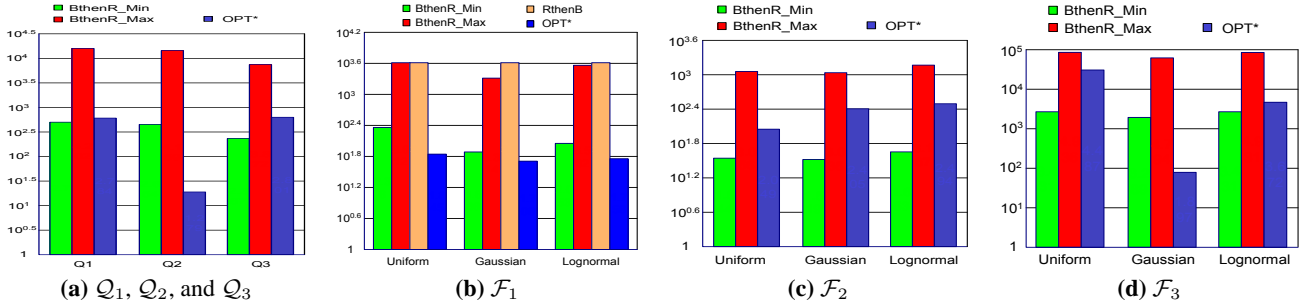 BthenR_Min
BthenR_Max OPT*
10^4.5
10^4
10^3.5
10^3
10^2.5
10^2
10^1.5
10^1
10^0.5
1
Q1 Q2 Q3
(a) Q₁, Q₂, and Q₃
BthenR_Min RthenB
BthenR_Max OPT*
10^4.2
10^3.6
10^3
10^2.4
10^1.8
10^1.2
10^0.6
1
Uniform Gaussian Lognormal
(b) F₁
BthenR_Min
BthenR_Max OPT*
10^3.6
10^3
10^2.4
10^1.8
10^1.2
10^0.6
1
Uniform Gaussian Lognormal
(c) F₂
BthenR_Min
BthenR_Max OPT*
10^5
10^4
10^3
10^2
10^1
1
Uniform Gaussian Lognormal
(d) F₃